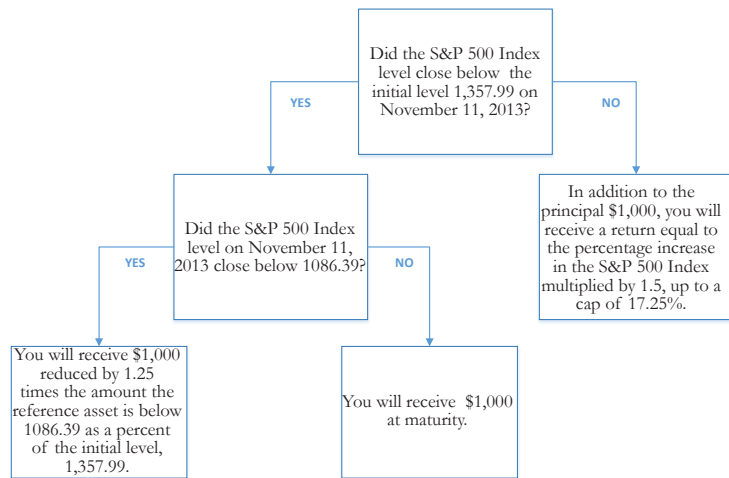 Did the S&P 500 Index
level close below the
initial level 1,357.99 on
November 11, 2013?
YES
NO
Did the S&P 500 Index
level on November 11,
2013 close below 1086.39?
In addition to the
principal $1,000, you will
receive a return equal to
the percentage increase
in the S&P 500 Index
multiplied by 1.5, up to a
cap of 17.25%.
YES
NO
You will receive $1,000
reduced by 1.25
times the amount the
reference asset is below
1086.39 as a percent
of the initial level,
1,357.99.
You will receive $1,000
at maturity.